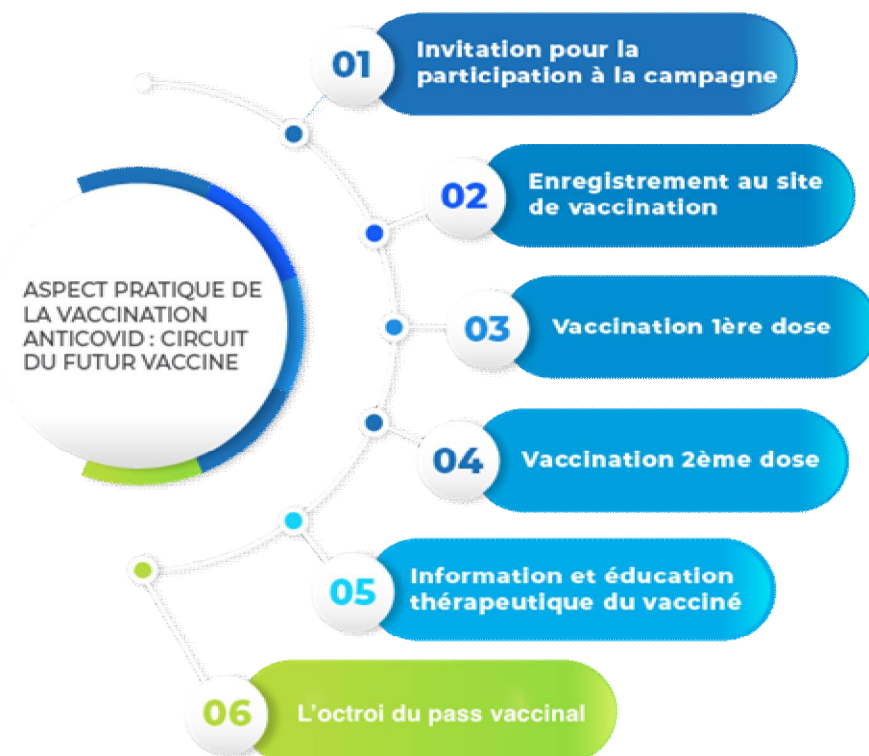 01
Invitation pour la
participation à la campagne
02
Enregistrement au site
de vaccination
ASPECT PRATIQUE DE
LA VACCINATION
ANTICOVID : CIRCUIT
DU FUTUR VACCINE
03
Vaccination 1ère dose
04
Vaccination 2ème dose
05
Information et éducation
thérapeutique du vacciné
06
L'octroi du pass vaccinal